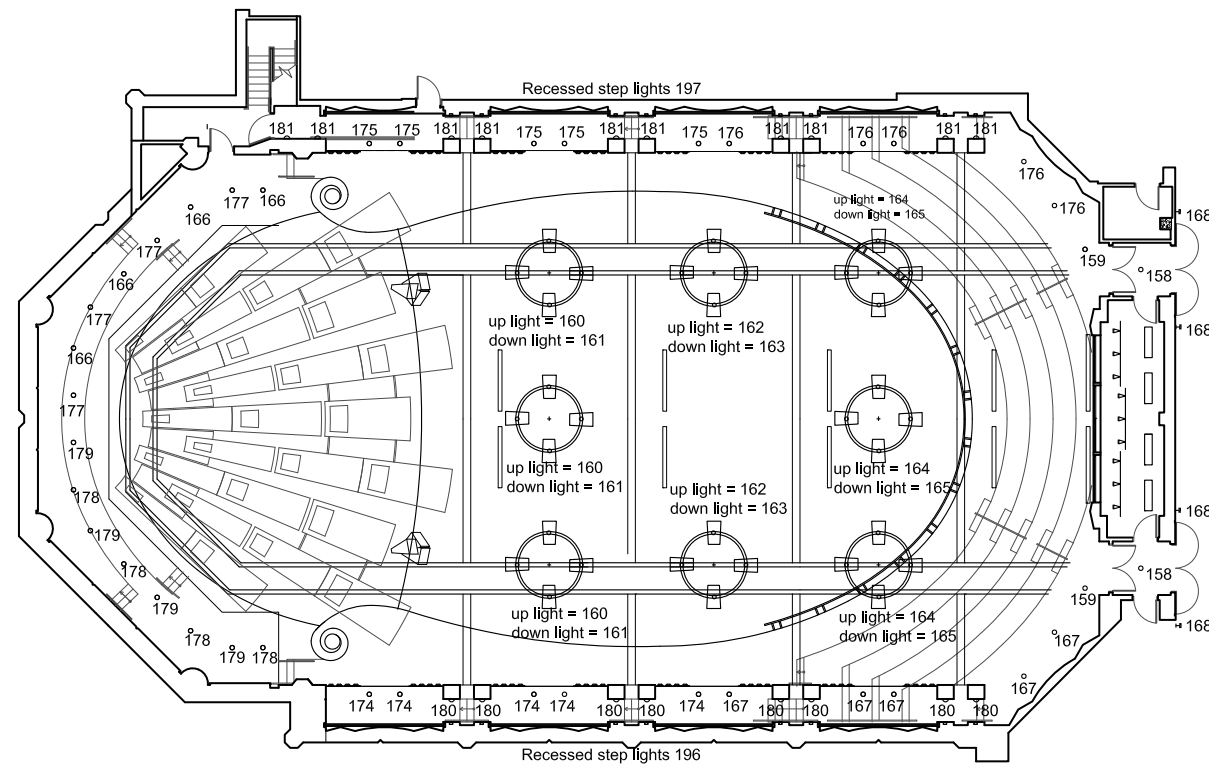 Recessed step lights 197
181 181 175 175 181 181 175 175 181 181 175 176 181 181 176 176 181 181
176
177 166
166
176
168
up light = 164
down light = 165
177
159
158
166
177
up light = 160
down light = 161
up light = 162
down light = 163
168
166
177
179
up light = 160
down light = 161
up light = 164
down light = 165
178
up light = 162
down light = 163
168
179
178
158
179
159
up light = 160
down light = 161
up light = 164
down light = 165
168
178
167
179 178
167
174 174 180 180 174 174 180 180 174 167 180 180 167 167 180 180
Recessed step lights 196